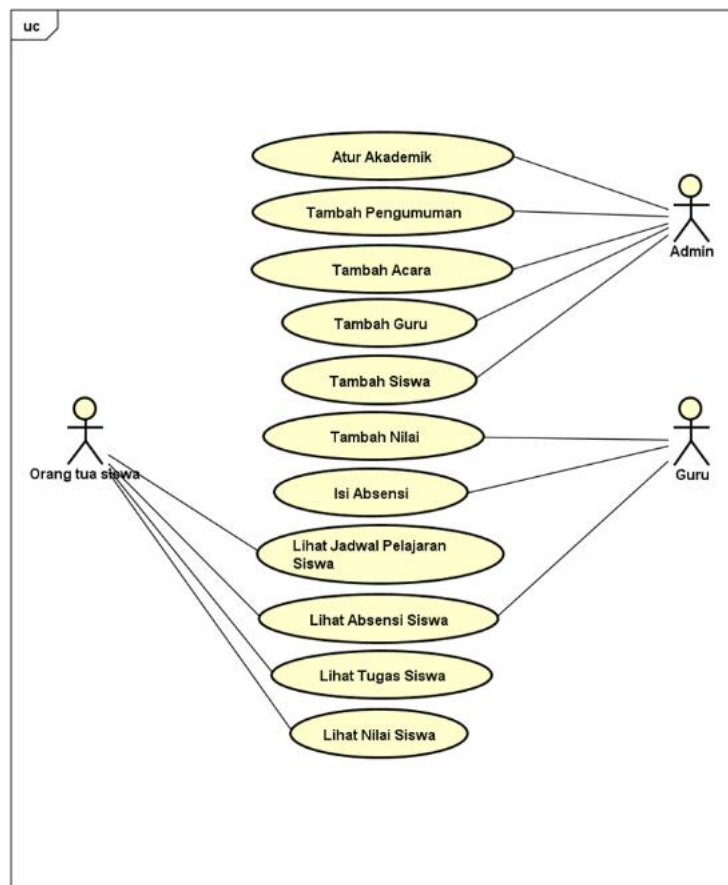 uc
Atur Akademik
Tambah Pengumuman
Admin
Tambah Acara
Tambah Guru
Tambah Siswa
Orang tua siswa
Tambah Nilai
Guru
Isi Absensi
Lihat Jadwal Pelajaran
Siswa
Lihat Absensi Siswa
Lihat Tugas Siswa
Lihat Nilai Siswa